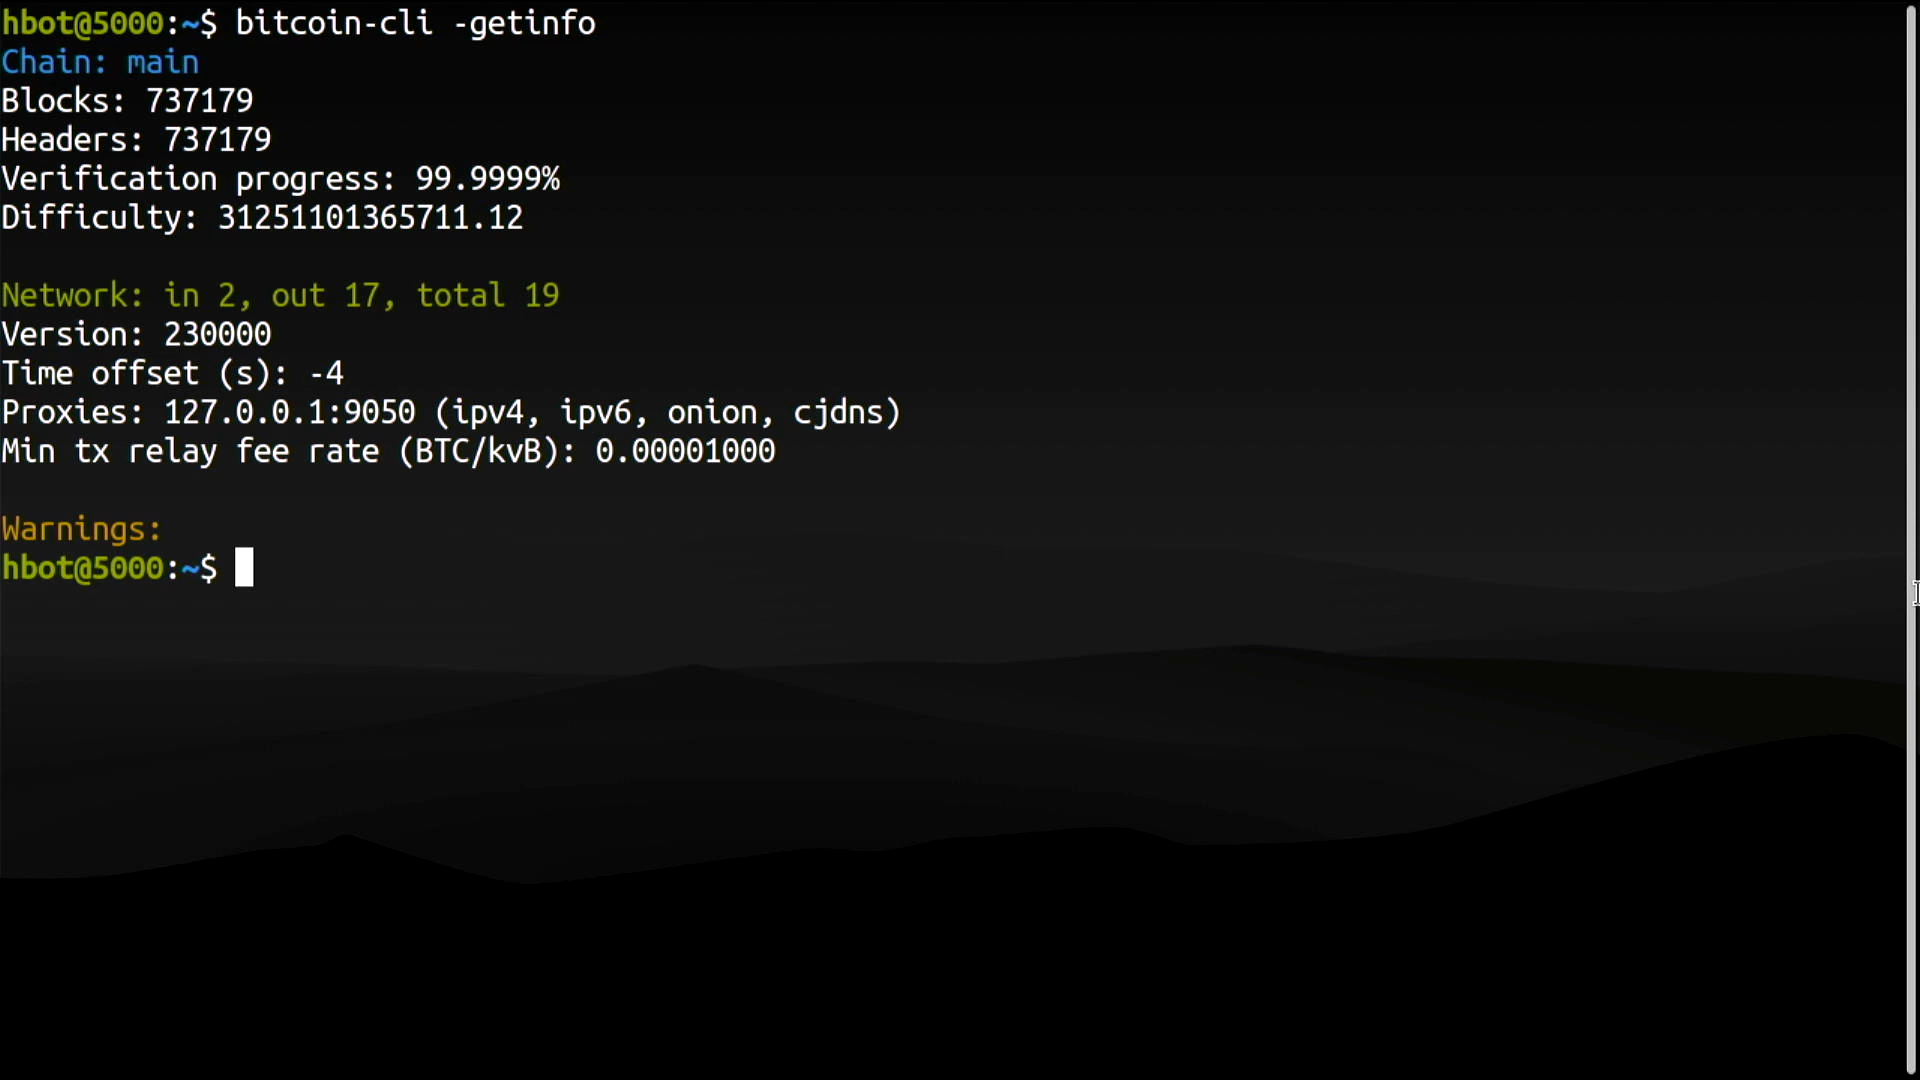 hbot@5000:~$ bitcoin-cli -getinfo
Chain: main
Blocks: 737179
Headers: 737179
Verification progress: 99.9999%
Difficulty: 31251101365711.12
Network: in 2, out 17, total 19
Version: 230000
Time offset (s): -4
Proxies: 127.0.0.1:9050 (ipv4, ipv6, onion, cjdns)
Min tx relay fee rate (BTC/kvB): 0.00001000
Warnings:
hbot@5000:~$